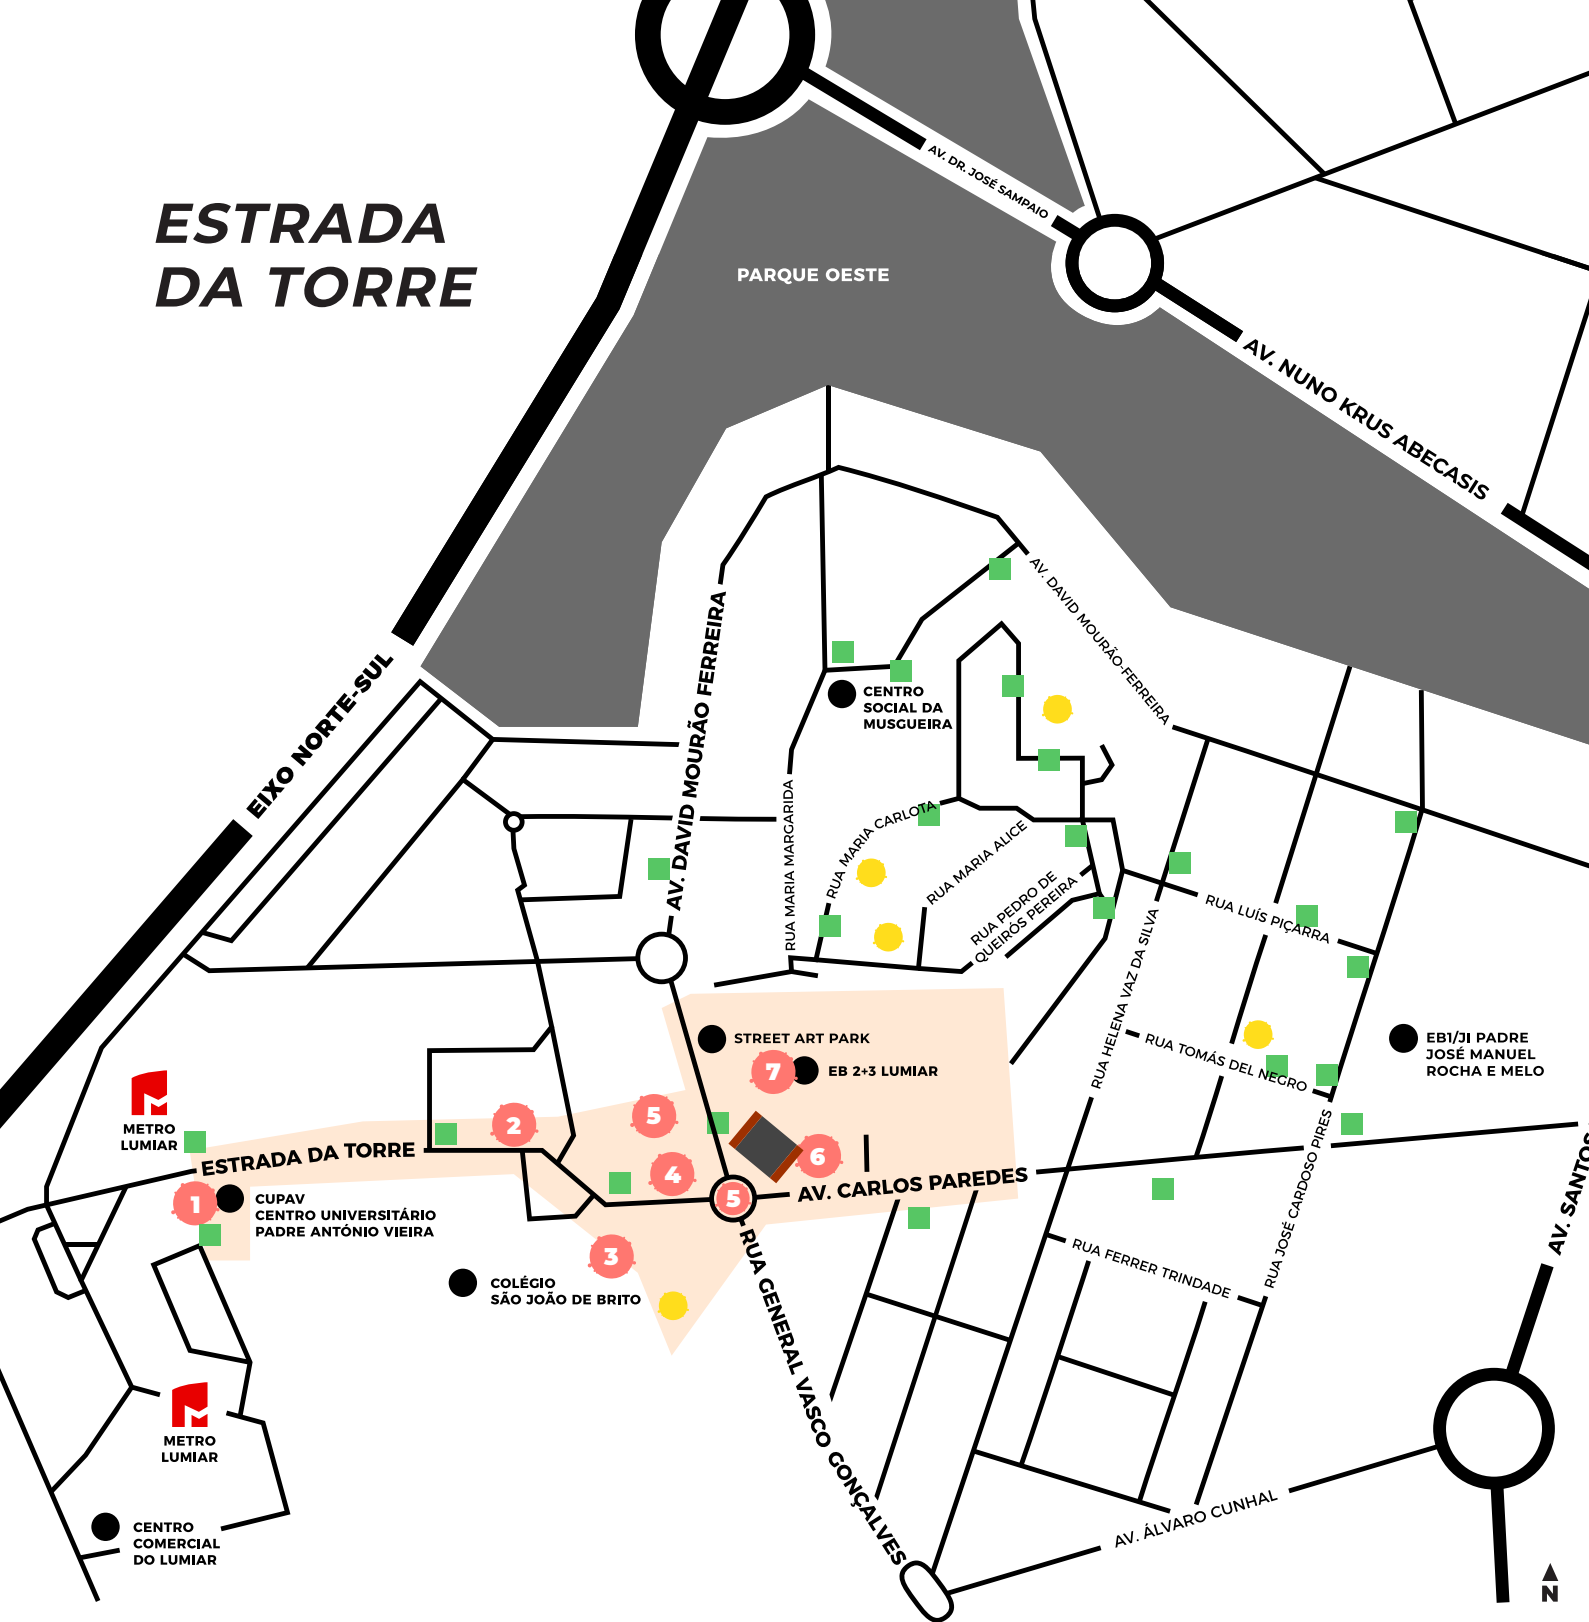 ESTRADA
DA TORRE
AV. DR. JOSÉ SAMPAIO
PARQUE OESTE
AV. NUNO KRUS ABECASIS
AV. DAVID MOURÃO-FERREIRA
AV. DAVID MOURÃO FERREIRA
EIXO NORTE-SUL
CENTRO
SOCIAL DA
MUSGUEIRA
RUA MARIA MARGARIDA
RUA MARIA CARLOTA
RUA MARIA ALICE
RUA PEDRO DE
QUEIRÓS PEREIRA
RUA LUÍS PIÇARRA
RUA HELENA VAZ DA SILVA
RUA TOMÁS DEL NEGRO
EB1/JI PADRE
JOSÉ MANUEL
ROCHA E MELO
STREET ART PARK
7
EB 2+3 LUMIAR
METRO
LUMIAR
2
5
6
4
5
1
3
ESTRADA DA TORRE
AV. CARLOS PAREDES
CUPAV
CENTRO UNIVERSITÁRIO
PADRE ANTÓNIO VIEIRA
COLÉGIO
SÃO JOÃO DE BRITO
RUA GENERAL VASCO GONÇALVES
RUA FERRER TRINDADE
RUA JOSÉ CARDOSO PIRES
AV. SANTOS
METRO
LUMIAR
CENTRO
COMERCIAL
DO LUMIAR
AV. ÁLVARO CUNHAL
N